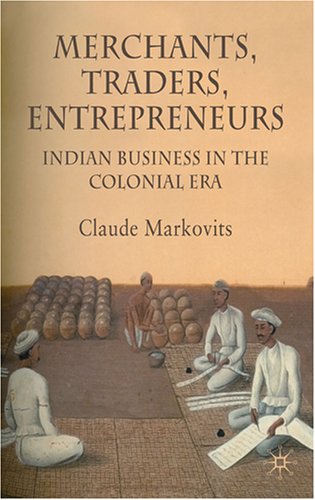 MERCHANTS,
TRADERS,
ENTREPRENEURS
INDIAN BUSINESS IN THE
COLONIAL ERA
Claude Markovits